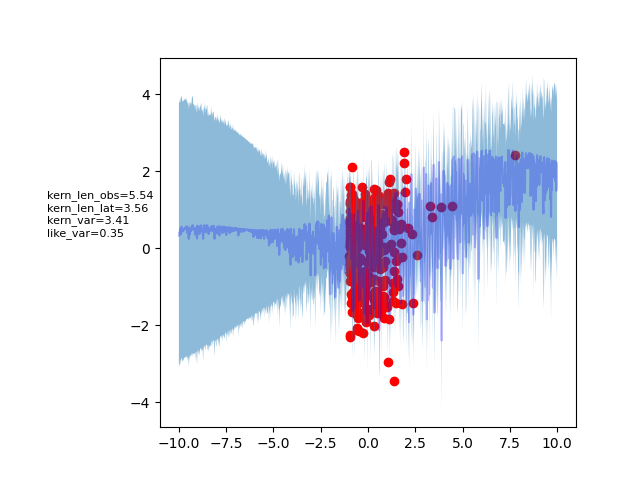 4
2
kern_len_obs=5.54
kern_len_lat=3.56
kern_var=3.41
like_var=0.35
0
−2
−4
−10.0 −7.5 −5.0 −2.5 0.0 2.5 5.0 7.5 10.0